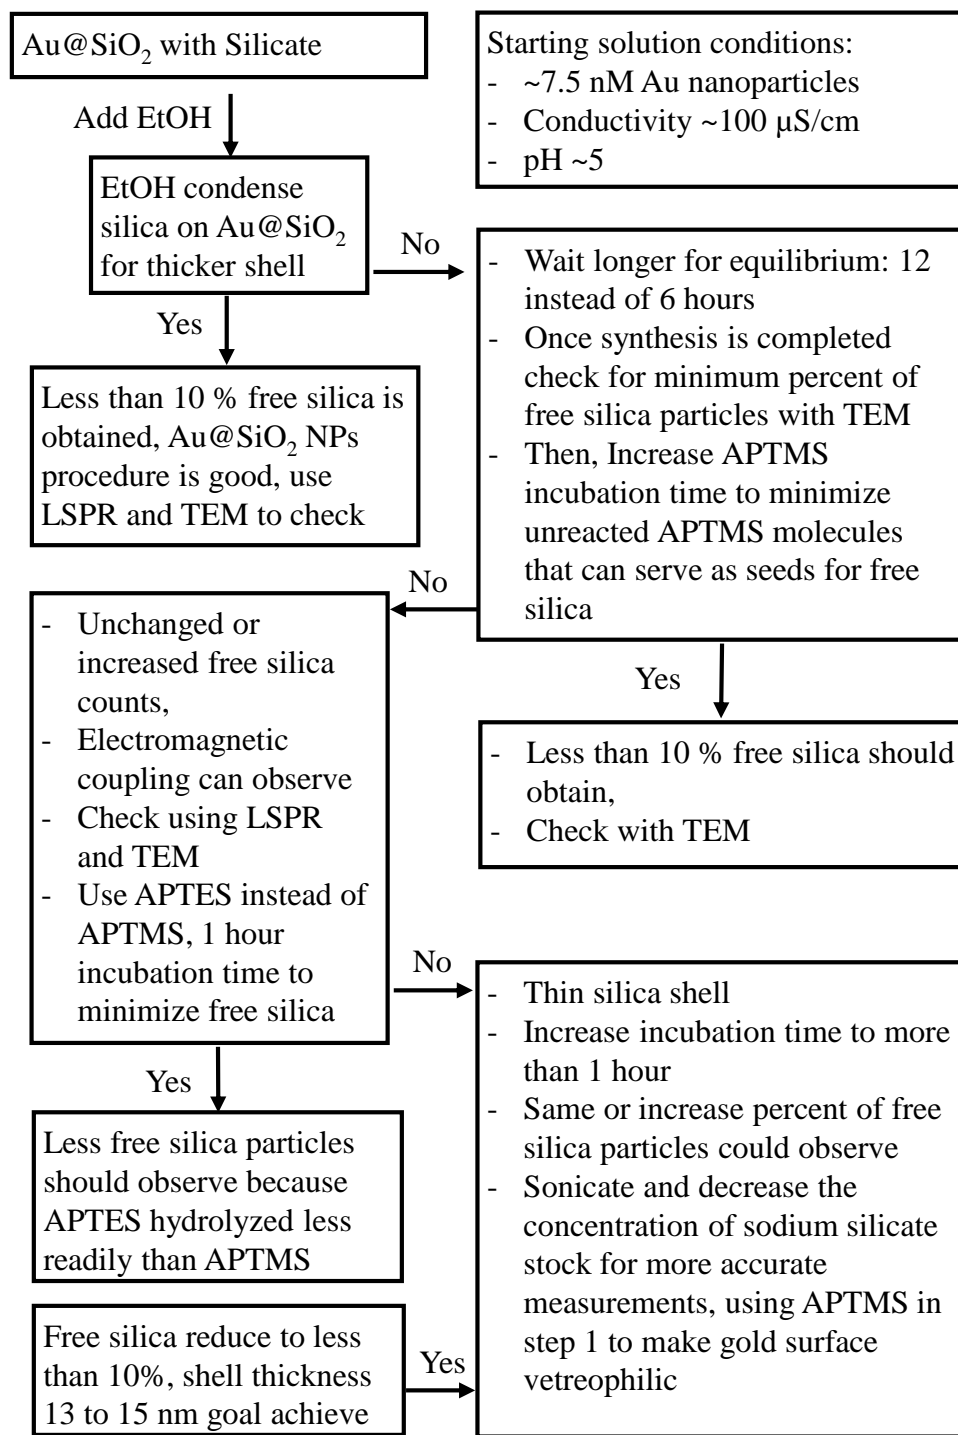 Au@SiO₂ with Silicate
Starting solution conditions:
- ~7.5 nM Au nanoparticles
- Conductivity ~100 µS/cm
- pH ~5
Add EtOH
EtOH condense
silica on Au@SiO₂
for thicker shell
No
- Wait longer for equilibrium: 12
instead of 6 hours
- Once synthesis is completed
check for minimum percent of
free silica particles with TEM
- Then, Increase APTMS
incubation time to minimize
unreacted APTMS molecules
that can serve as seeds for free
silica
Yes
Less than 10 % free silica is
obtained, Au@SiO₂ NPs
procedure is good, use
LSPR and TEM to check
No
Yes
- Less than 10 % free silica should
obtain,
- Check with TEM
- Unchanged or
increased free silica
counts,
- Electromagnetic
coupling can observe
- Check using LSPR
and TEM
- Use APTES instead of
APTMS, 1 hour
incubation time to
minimize free silica
No
- Thin silica shell
- Increase incubation time to more
than 1 hour
- Same or increase percent of free
silica particles could observe
- Sonicate and decrease the
concentration of sodium silicate
stock for more accurate
measurements, using APTMS in
step 1 to make gold surface
vetreophilic
Yes
Less free silica particles
should observe because
APTES hydrolyzed less
readily than APTMS
Free silica reduce to less
than 10%, shell thickness
13 to 15 nm goal achieve
Yes